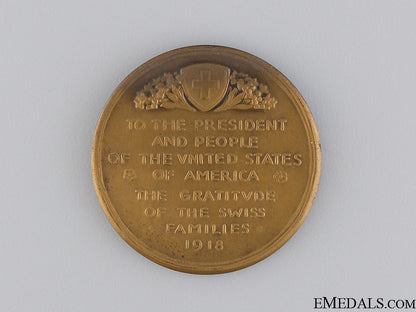 TO THE PRESIDENT
AND PEOPLE
OF THE VNITED STATES
OF AMERICA
THE GRATITVDE
OF THE SWISS
FAMILIES
1918
EMEDALS.COM